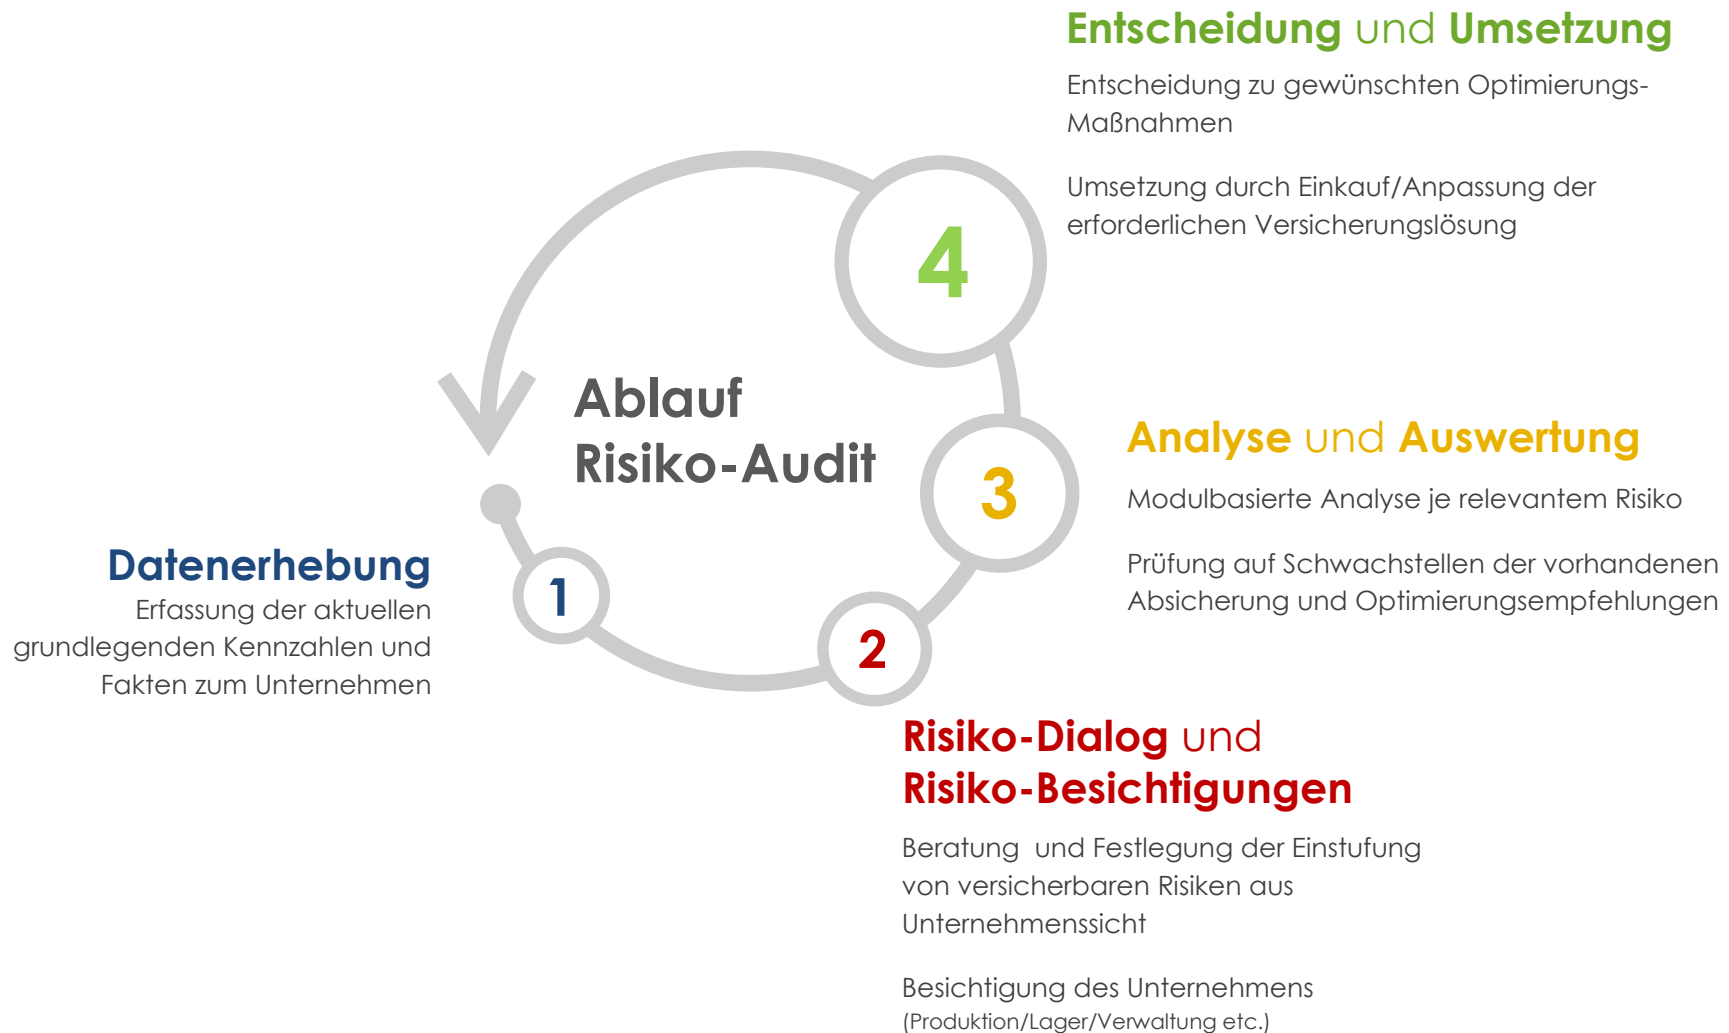 Entscheidung und Umsetzung
Entscheidung zu gewünschten Optimierungs-
Maßnahmen
Umsetzung durch Einkauf/Anpassung der
erforderlichen Versicherungslösung
4
Ablauf
Risiko-Audit
3
Analyse und Auswertung
Modulbasierte Analyse je relevantem Risiko
Prüfung auf Schwachstellen der vorhandenen
Absicherung und Optimierungsempfehlungen
Datenerhebung
Erfassung der aktuellen
grundlegenden Kennzahlen und
Fakten zum Unternehmen
1
2
Risiko-Dialog und
Risiko-Besichtigungen
Beratung  und Festlegung der Einstufung
von versicherbaren Risiken aus
Unternehmenssicht
Besichtigung des Unternehmens
(Produktion/Lager/Verwaltung etc.)